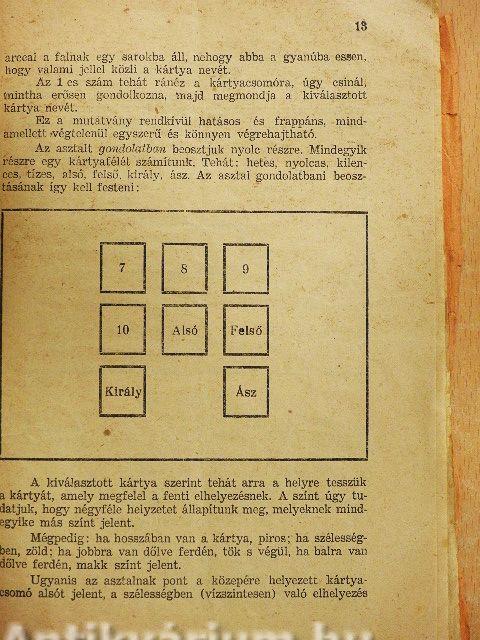 13
arccal a falnak egy sarokba áll, nehogy abba a gyanúba essen,
hogy valami jellel közli a kártya nevét.
Az 1 es szám tehát ránéz a kártyacsomóra, úgy csinál,
mintha erősen gondolkozna, majd megmondja a kiválasztott
kártya nevét.
Ez a mutatvány rendkívül hatásos és frappáns, mind-
amellett végtelenül egyszerű és könnyen végrehajtható.
Az asztalt gondolatban beosztjuk nyolc részre. Mindegyik
részre egy kártyafélét számítunk. Tehát: hetes, nyolcas, kilen-
ces, tízes, alsó, felső, király, ász. Az asztal gondolatbani beosz-
tásának így kell festeni:
7 8 9
10 Alsó Felső
Király Ász
A kiválasztott kártya szerint tehát arra a helyre tesszük
a kártyát, amely megfelel a fenti elhelyezésnek. A színt úgy tu-
datjuk, hogy négyféle helyzetet állapítunk meg, melyeknek mind-
egyike más színt jelent.
Mégpedig: ha hosszában van a kártya, piros; ha szélesség-
ben, zöld; ha jobbra van dőlve ferdén, tök s végül, ha balra van
dőlve ferdén, makk színt jelent.
Ugyanis az asztalnak pont a közepére helyezett kártya-
csomó alsót jelent, a szélességben (vízszintesen) való elhelyezés
Antikvárium.hu